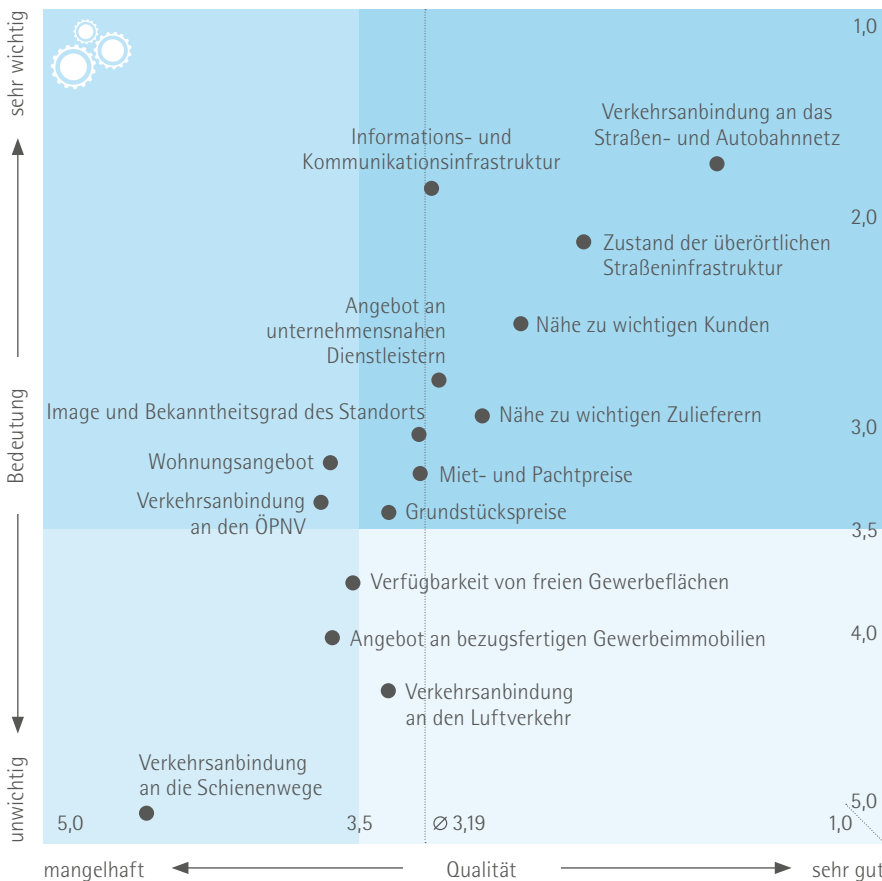 sehr wichtig
Bedeutung
unwichtig
1,0
Verkehrsanbindung an das
Straßen- und Autobahnnetz
Informations- und
Kommunikationsinfrastruktur
2,0
Zustand der überörtlichen
Straßeninfrastruktur
Angebot an
unternehmensnahen
Dienstleistern
Nähe zu wichtigen Kunden
Image und Bekanntheitsgrad des Standorts
Nähe zu wichtigen Zulieferern
3,0
Wohnungsangebot
Miet- und Pachtpreise
Verkehrsanbindung
an den ÖPNV
Grundstückspreise
3,5
Verfügbarkeit von freien Gewerbeflächen
4,0
Angebot an bezugsfertigen Gewerbeimmobilien
Verkehrsanbindung
an den Luftverkehr
Verkehrsanbindung
an die Schienenwege
5,0
5,0
3,5
Ø 3,19
1,0
mangelhaft
Qualität
sehr gut